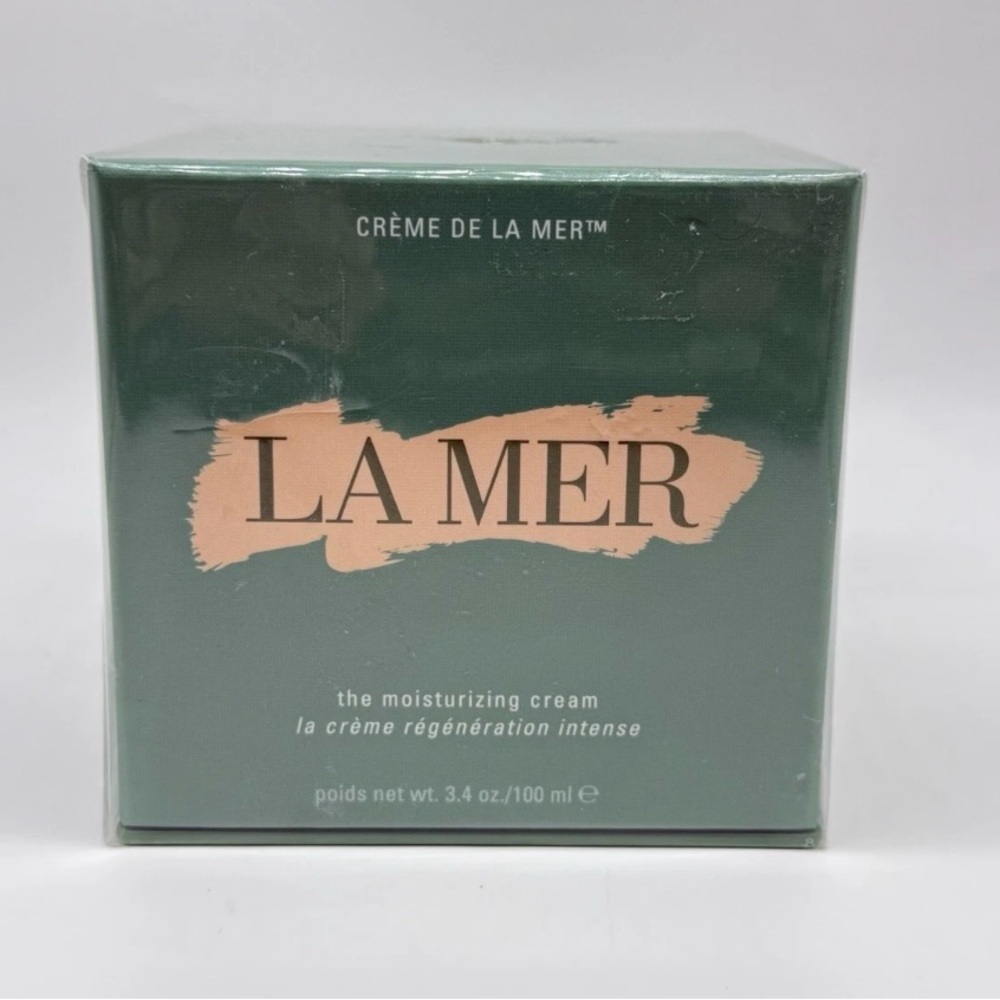 CRÈME DE LA MER™
LA MER
the moisturizing cream
la crème régénération intense
poids net wt. 3.4 oz./100 ml ℮